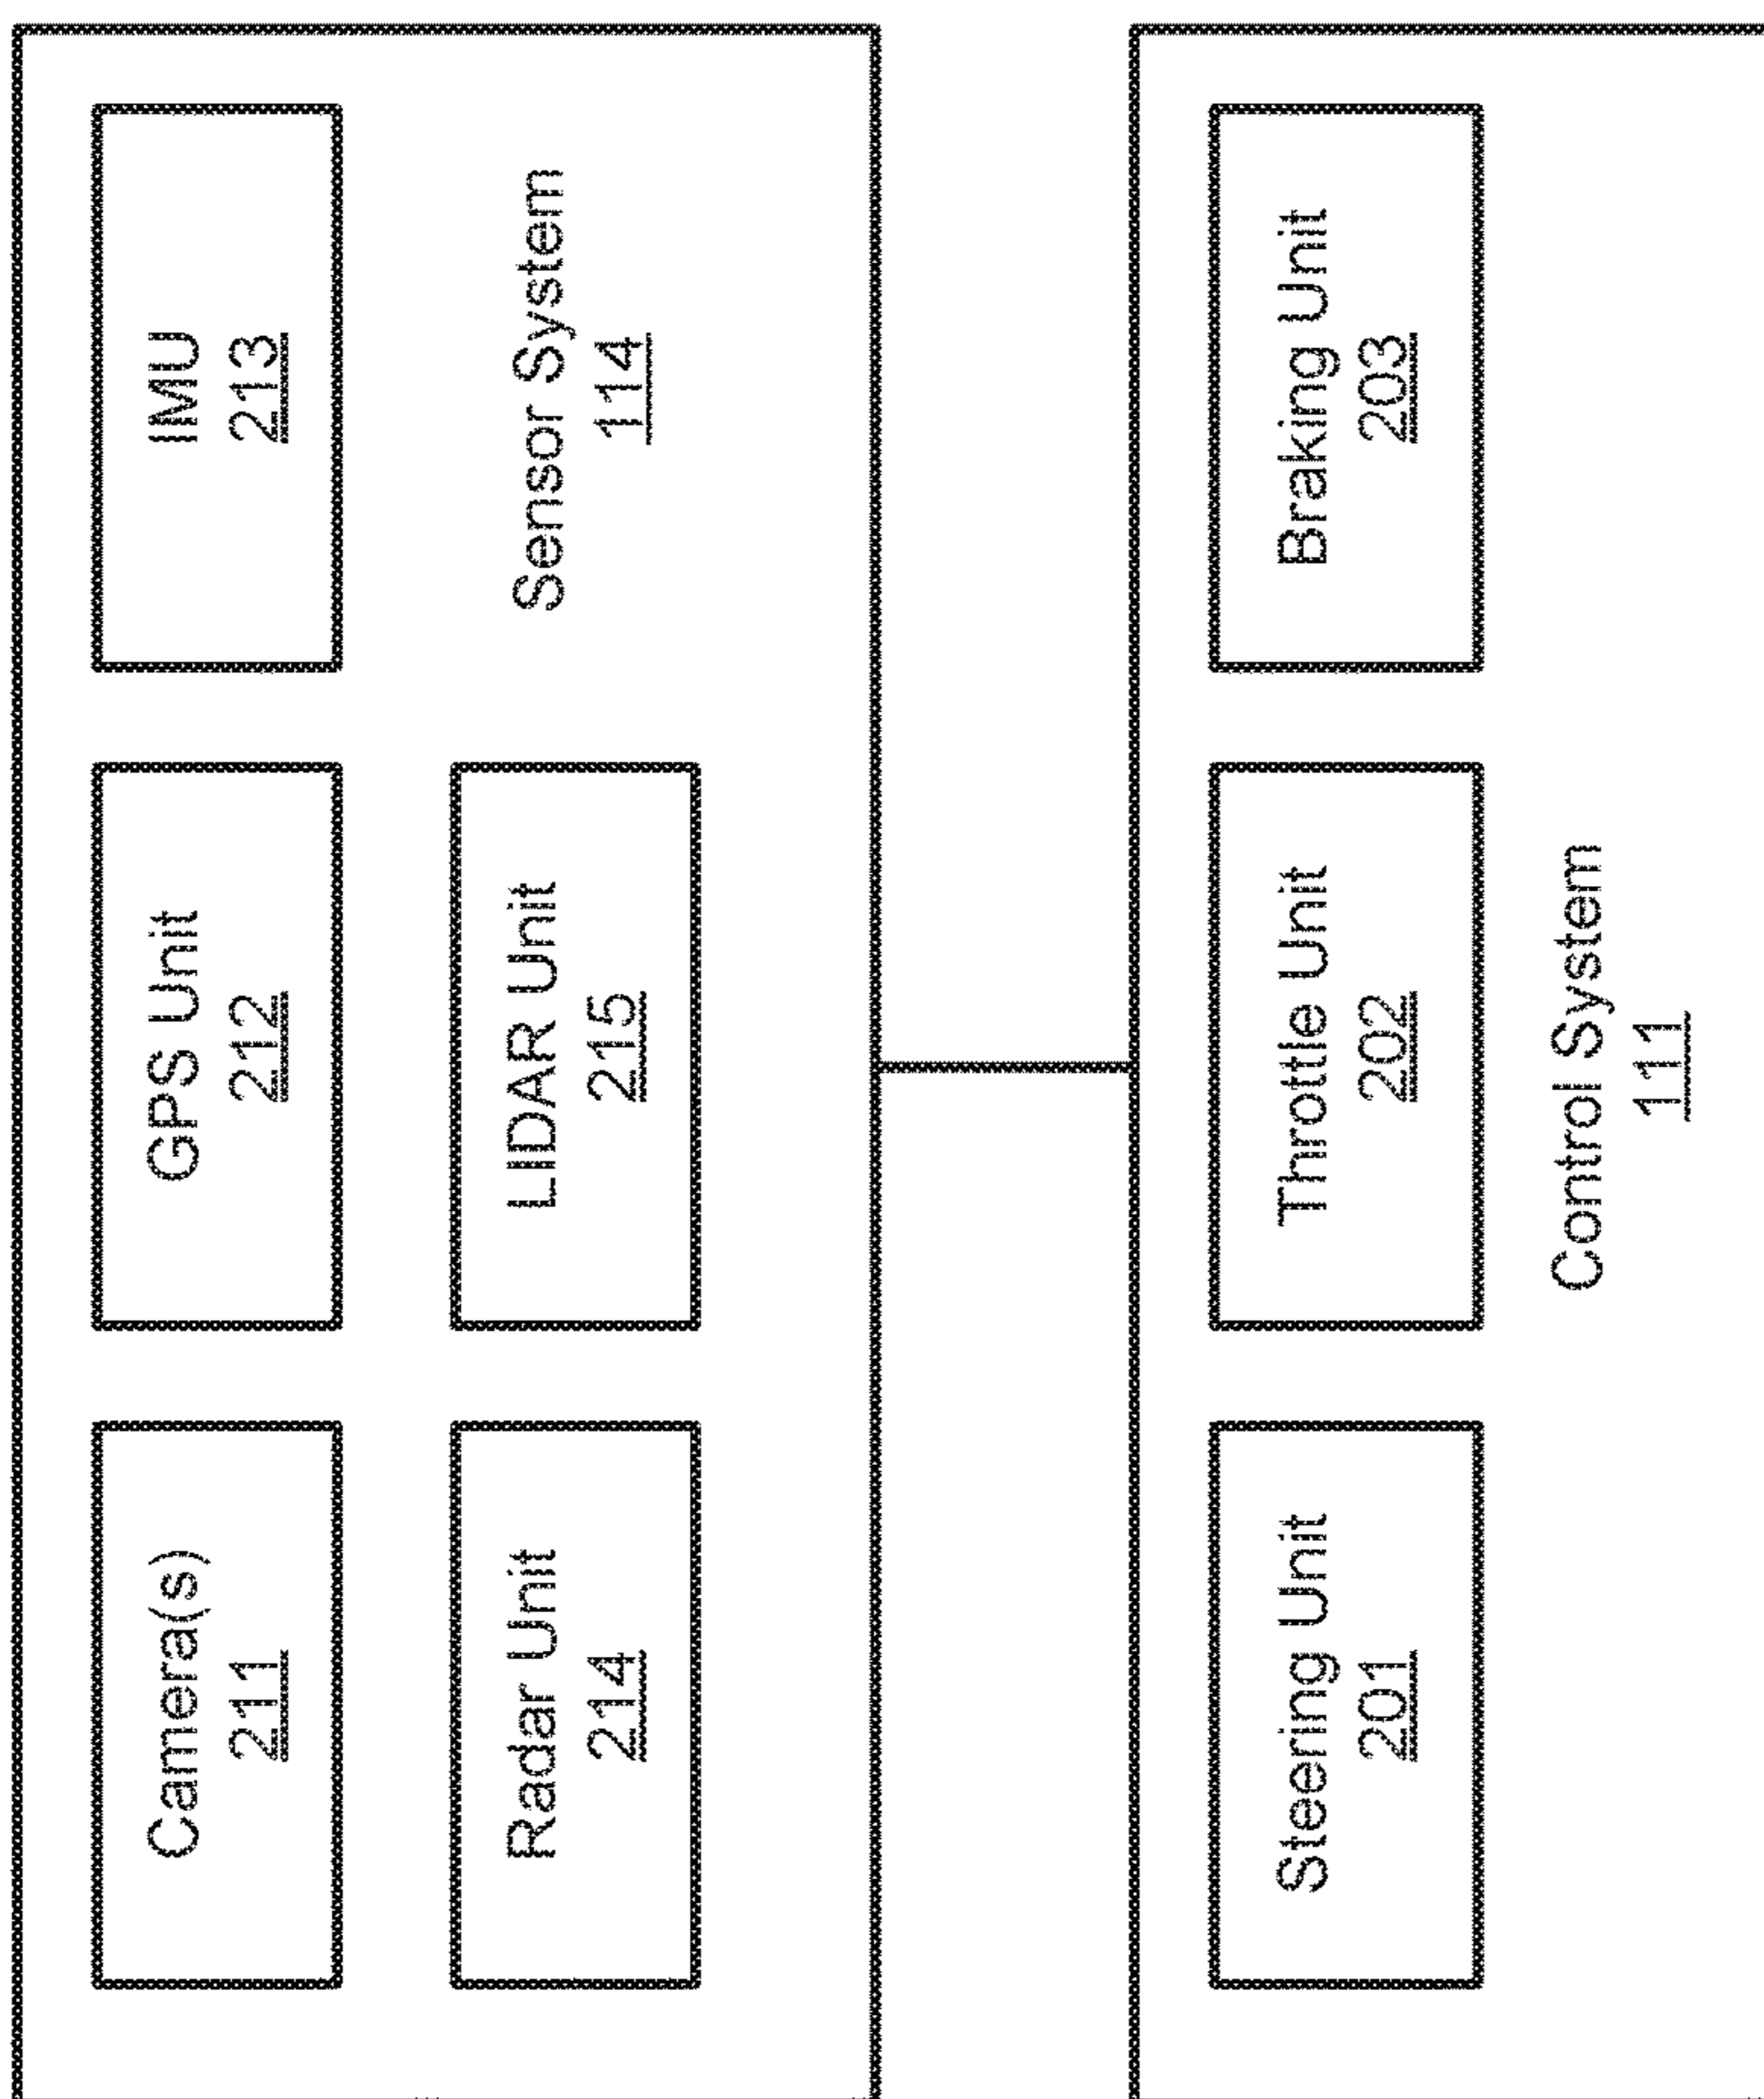 Camera(s)
211
GPS Unit
212
IMU
213
Radar Unit
214
LIDAR Unit
215
Sensor System
114
Steering Unit
201
Throttle Unit
202
Braking Unit
203
Control System
111